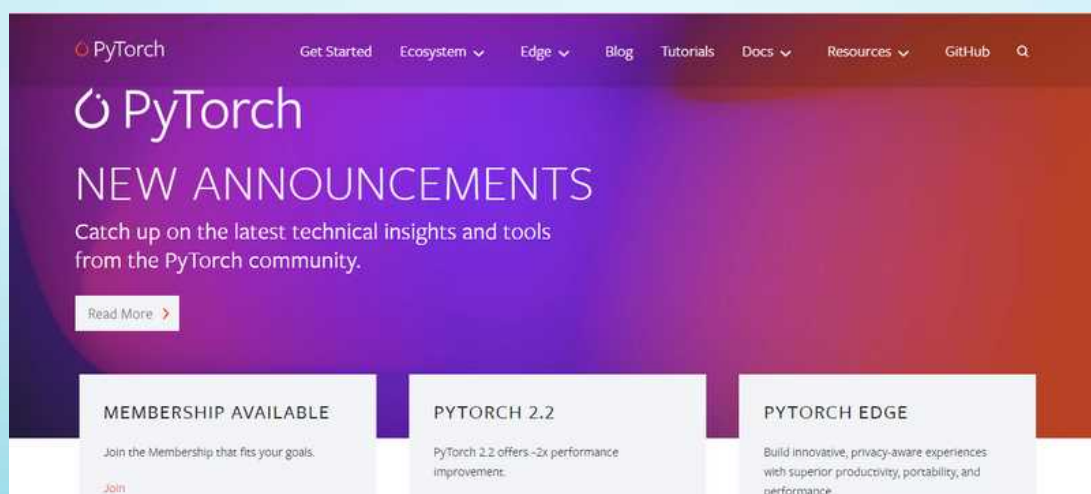 PyTorch Get Started Ecosystem Edge Blog Tutorials Docs Resources GitHub
PyTorch
NEW ANNOUNCEMENTS
Catch up on the latest technical insights and tools
from the PyTorch community.
Read More
MEMBERSHIP AVAILABLE
Join the Membership that fits your goals.
Join
PYTORCH 2.2
PyTorch 2.2 offers ~2x performance
improvement.
PYTORCH EDGE
Build innovative, privacy-aware experiences
with superior productivity, portability, and
performance